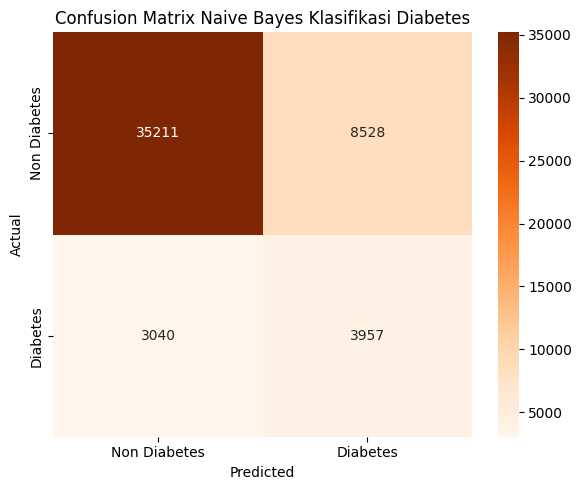 Confusion Matrix Naive Bayes Klasifikasi Diabetes
35000
30000
25000
20000
15000
10000
5000
Actual
Non Diabetes
Diabetes
35211 8528
3040 3957
Non Diabetes Diabetes
Predicted